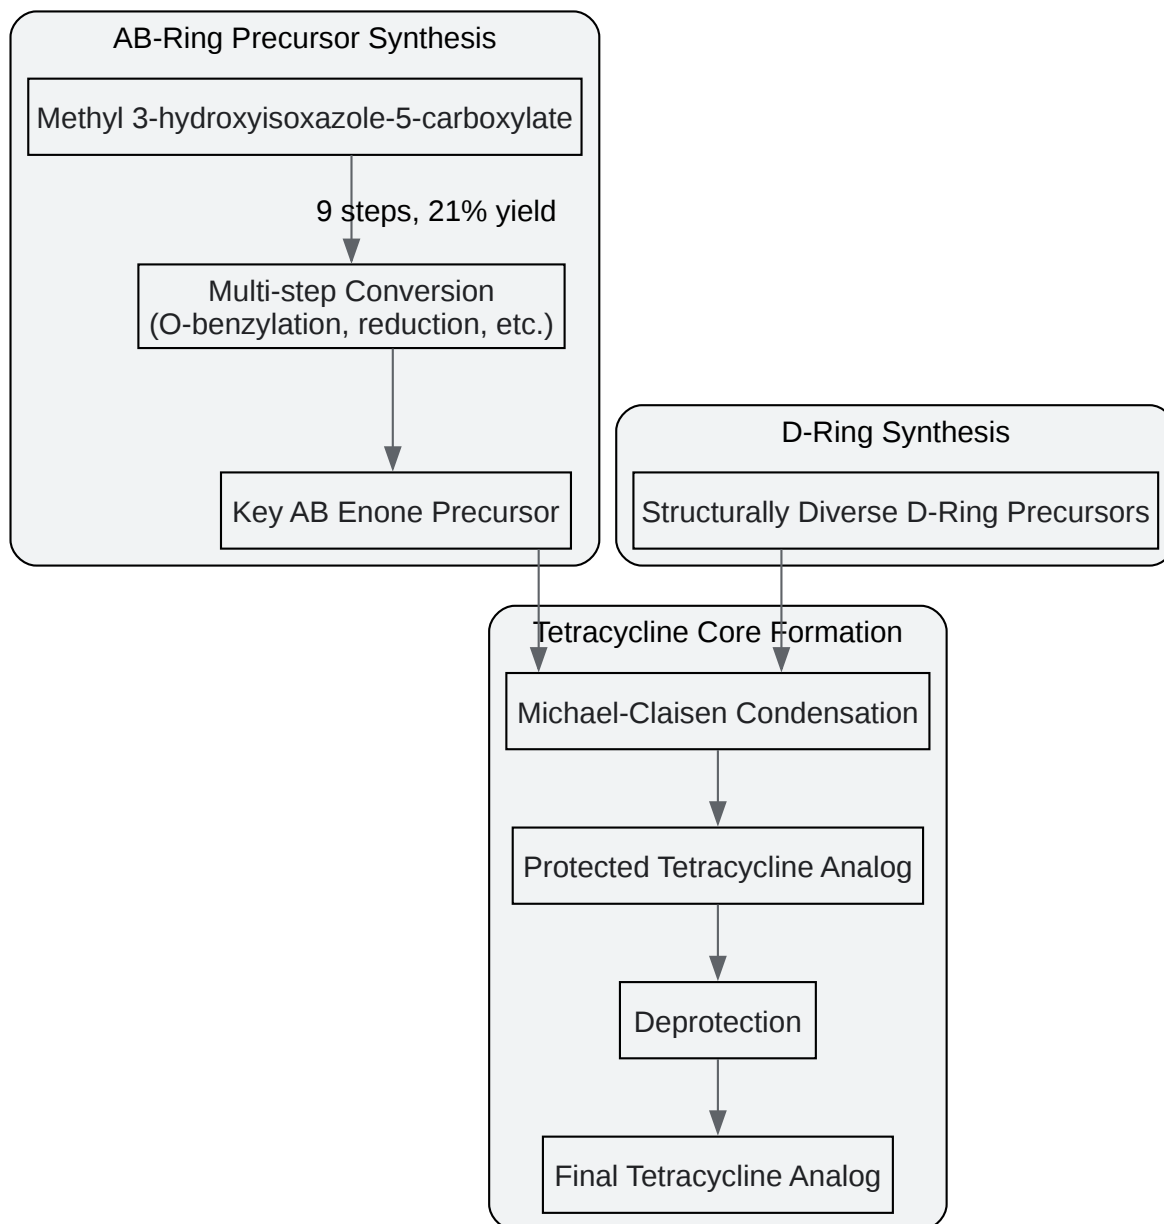 AB-Ring Precursor Synthesis
Methyl 3-hydroxyisoxazole-5-carboxylate
9 steps, 21% yield
Multi-step Conversion
(O-benzylation, reduction, etc.)
Key AB Enone Precursor
D-Ring Synthesis
Structurally Diverse D-Ring Precursors
Tetracycline Core Formation
Michael-Claisen Condensation
Protected Tetracycline Analog
Deprotection
Final Tetracycline Analog